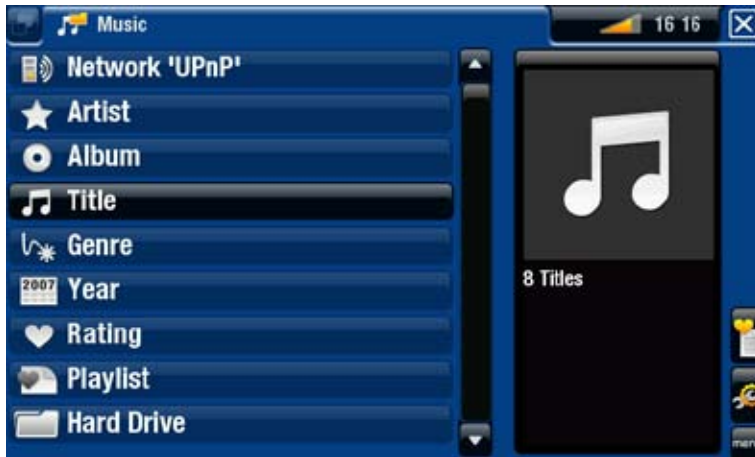 Music
16 16
Network 'UPnP'
Artist
Album
Title
Genre
2007 Year
Rating
Playlist
Hard Drive
8 Titles